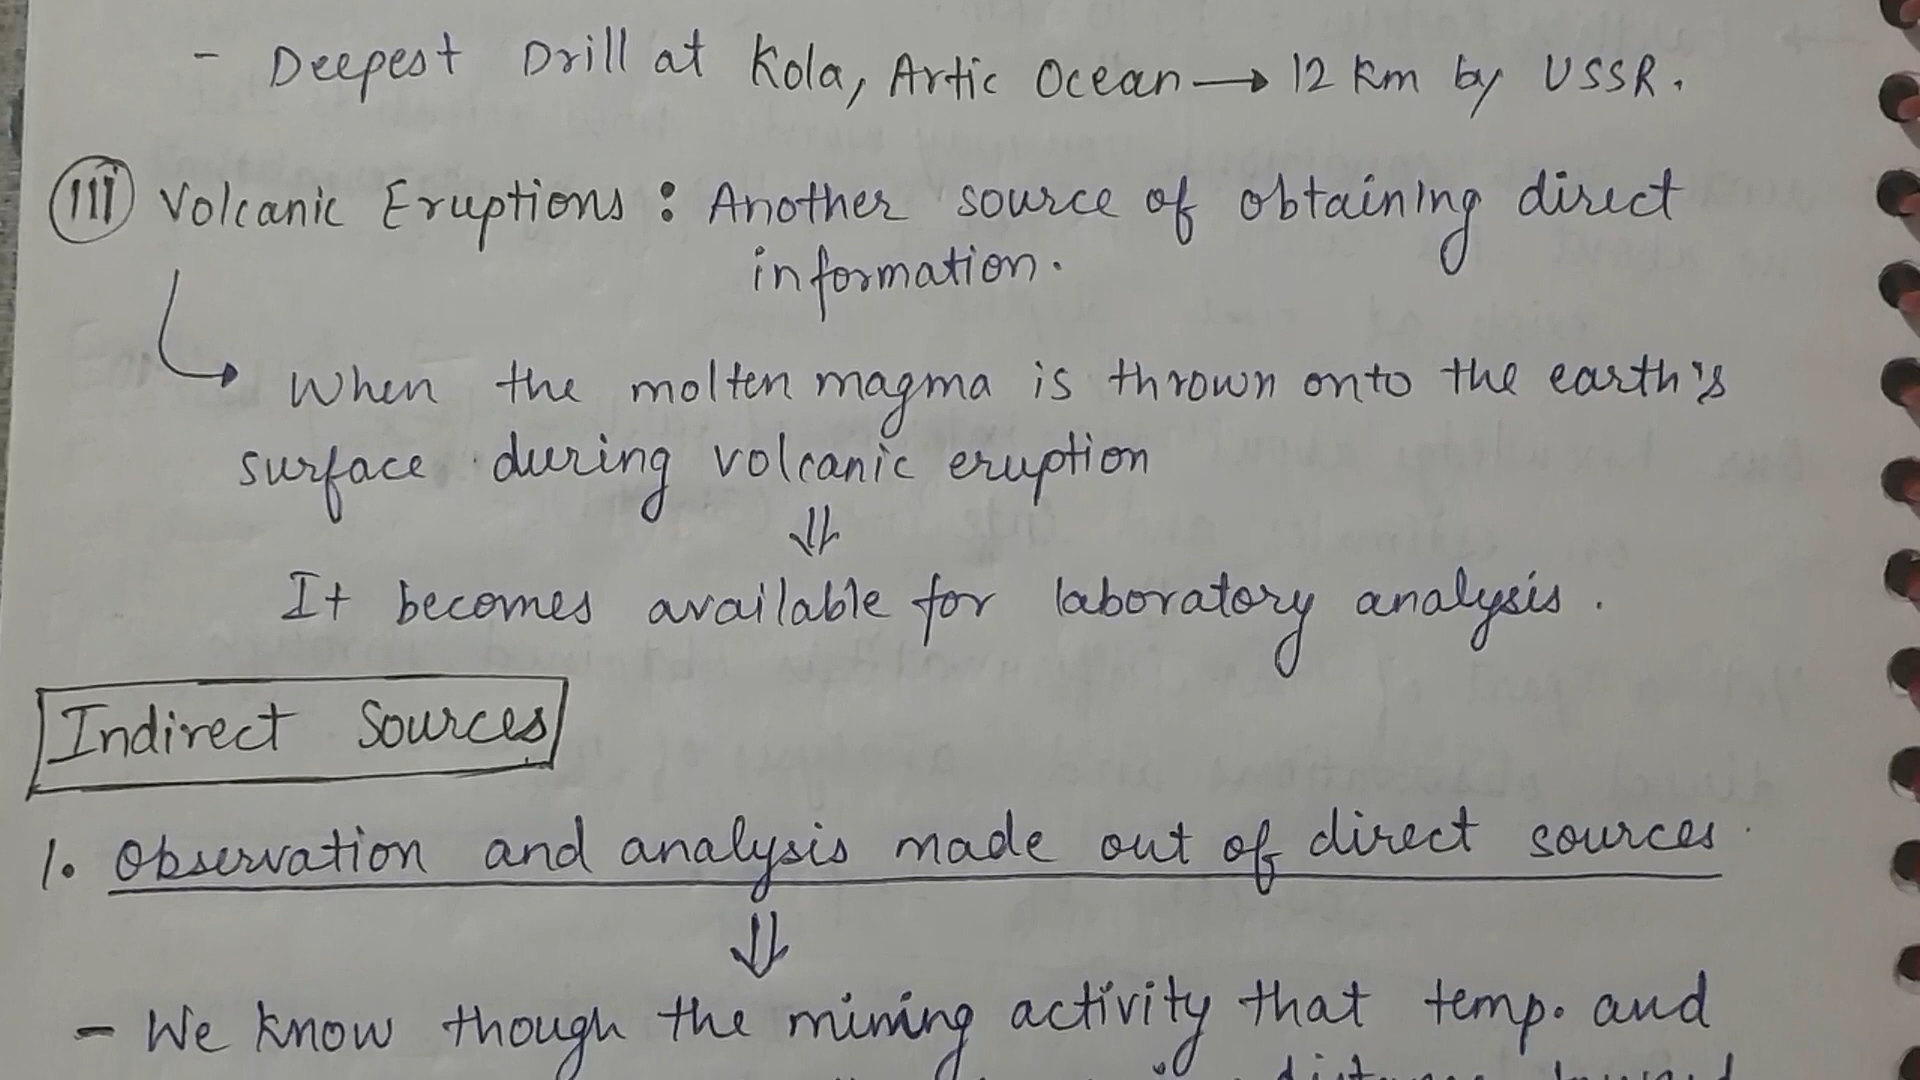 - Deepest Drill at Kola, Artic Ocean → 12 Km by USSR.
(III) Volcanic Eruptions : Another source of obtaining direct
information.
↳ When the molten magma is thrown onto the earth's
surface during volcanic eruption
⇓
It becomes available for laboratory analysis.
Indirect Sources
1. Observation and analysis made out of direct sources
⇓
- We know though the mining activity that temp. and
distance